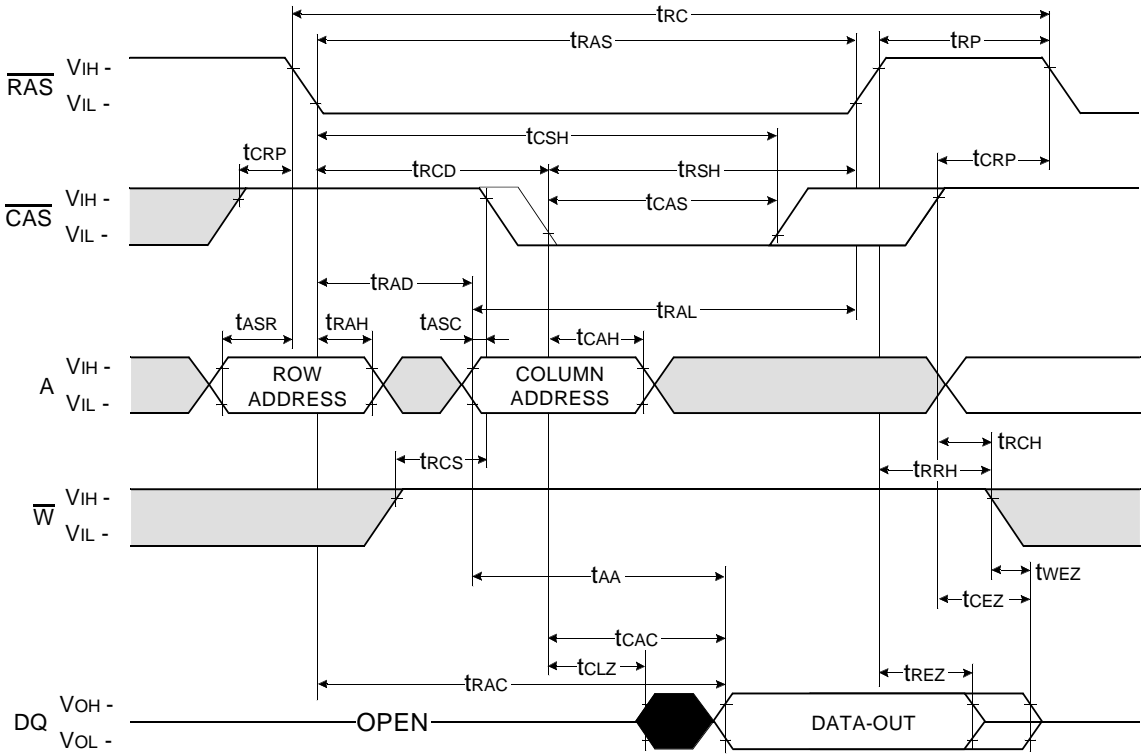 tRC
tRAS
tRP
RAS
VIH -
VIL -
tCSH
tCRP
tRCD
tRSH
tCRP
CAS
VIH -
VIL -
tCAS
tRAD
tRAL
tASR
tRAH
tASC
tCAH
A
VIH -
VIL -
ROW
ADDRESS
COLUMN
ADDRESS
tRCS
tRCH
tRRH
W
VIH -
VIL -
tAA
tWEZ
tCEZ
tCAC
tCLZ
tRAC
tREZ
DQ
VOH -
VOL -
OPEN
DATA-OUT